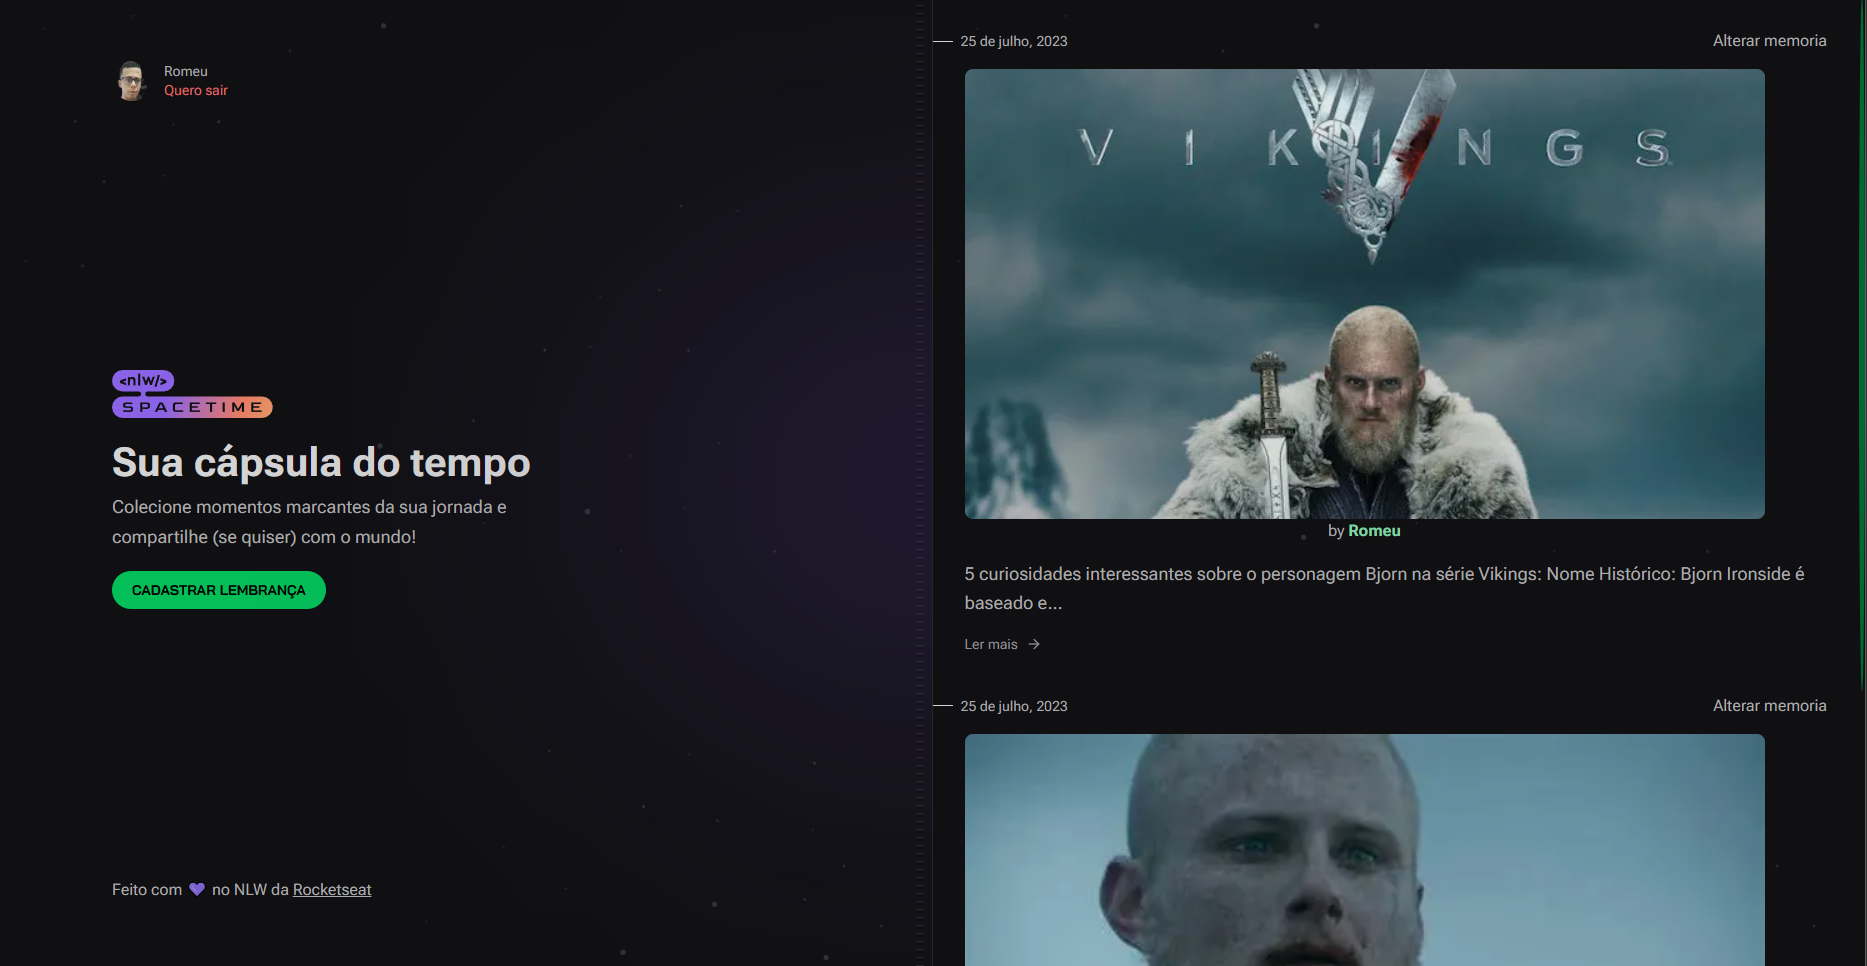 Romeu
Quero sair
<nlw/>
SPACETIME
Sua cápsula do tempo
Colecione momentos marcantes da sua jornada e
compartilhe (se quiser) com o mundo!
CADASTRAR LEMBRANÇA
Feito com 💜 no NLW da Rocketseat
25 de julho, 2023
Alterar memoria
VIKINGS
by Romeu
5 curiosidades interessantes sobre o personagem Bjorn na série Vikings: Nome Histórico: Bjorn Ironside é
baseado e...
Ler mais →
25 de julho, 2023
Alterar memoria